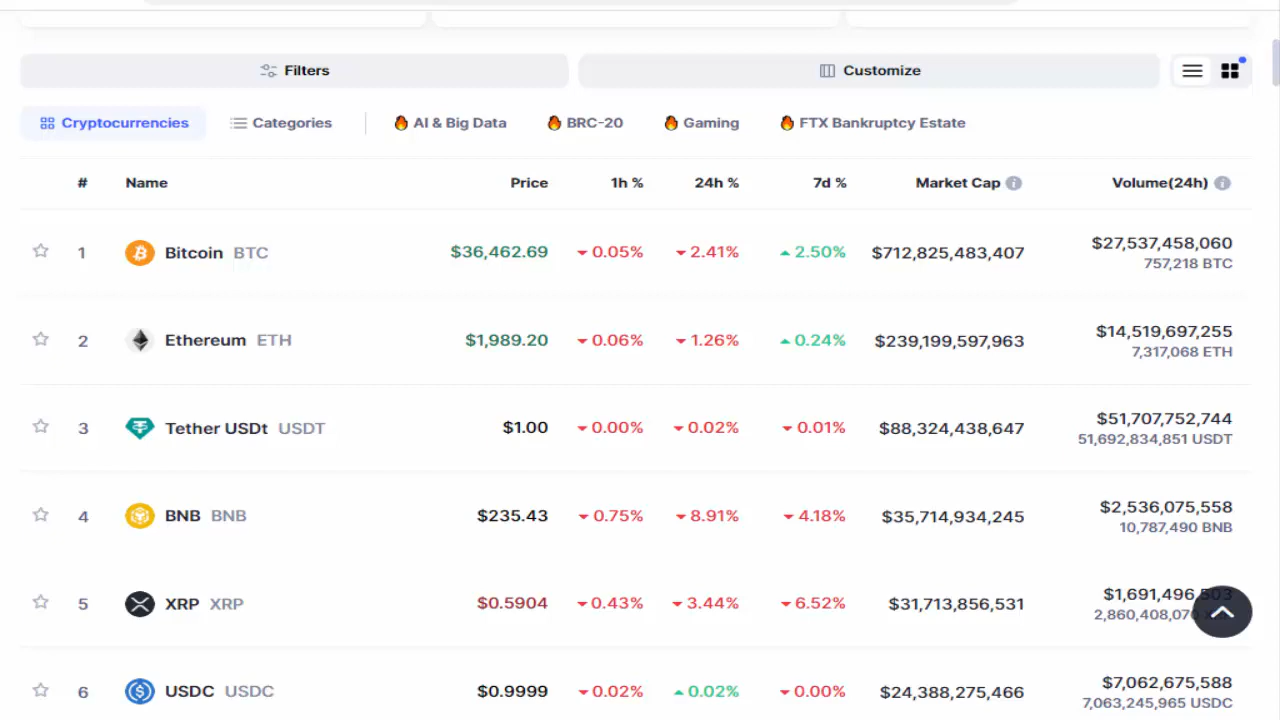 Filters Customize
Cryptocurrencies Categories AI & Big Data BRC-20 Gaming FTX Bankruptcy Estate
# Name Price 1h % 24h % 7d % Market Cap Volume(24h)
1 Bitcoin BTC $36,462.69 0.05% 2.41% 2.50% $712,825,483,407 $27,537,458,060
757,218 BTC
2 Ethereum ETH $1,989.20 0.06% 1.26% 0.24% $239,199,597,963 $14,519,697,255
7,317,068 ETH
3 Tether USDt USDT $1.00 0.00% 0.02% 0.01% $88,324,438,647 $51,707,752,744
51,692,834,851 USDT
4 BNB BNB $235.43 0.75% 8.91% 4.18% $35,714,934,245 $2,536,075,558
10,787,490 BNB
5 XRP XRP $0.5904 0.43% 3.44% 6.52% $31,713,856,531 $1,691,496,503
2,860,408,070
6 USDC USDC $0.9999 0.02% 0.02% 0.00% $24,388,275,466 $7,062,675,588
7,063,245,965 USDC